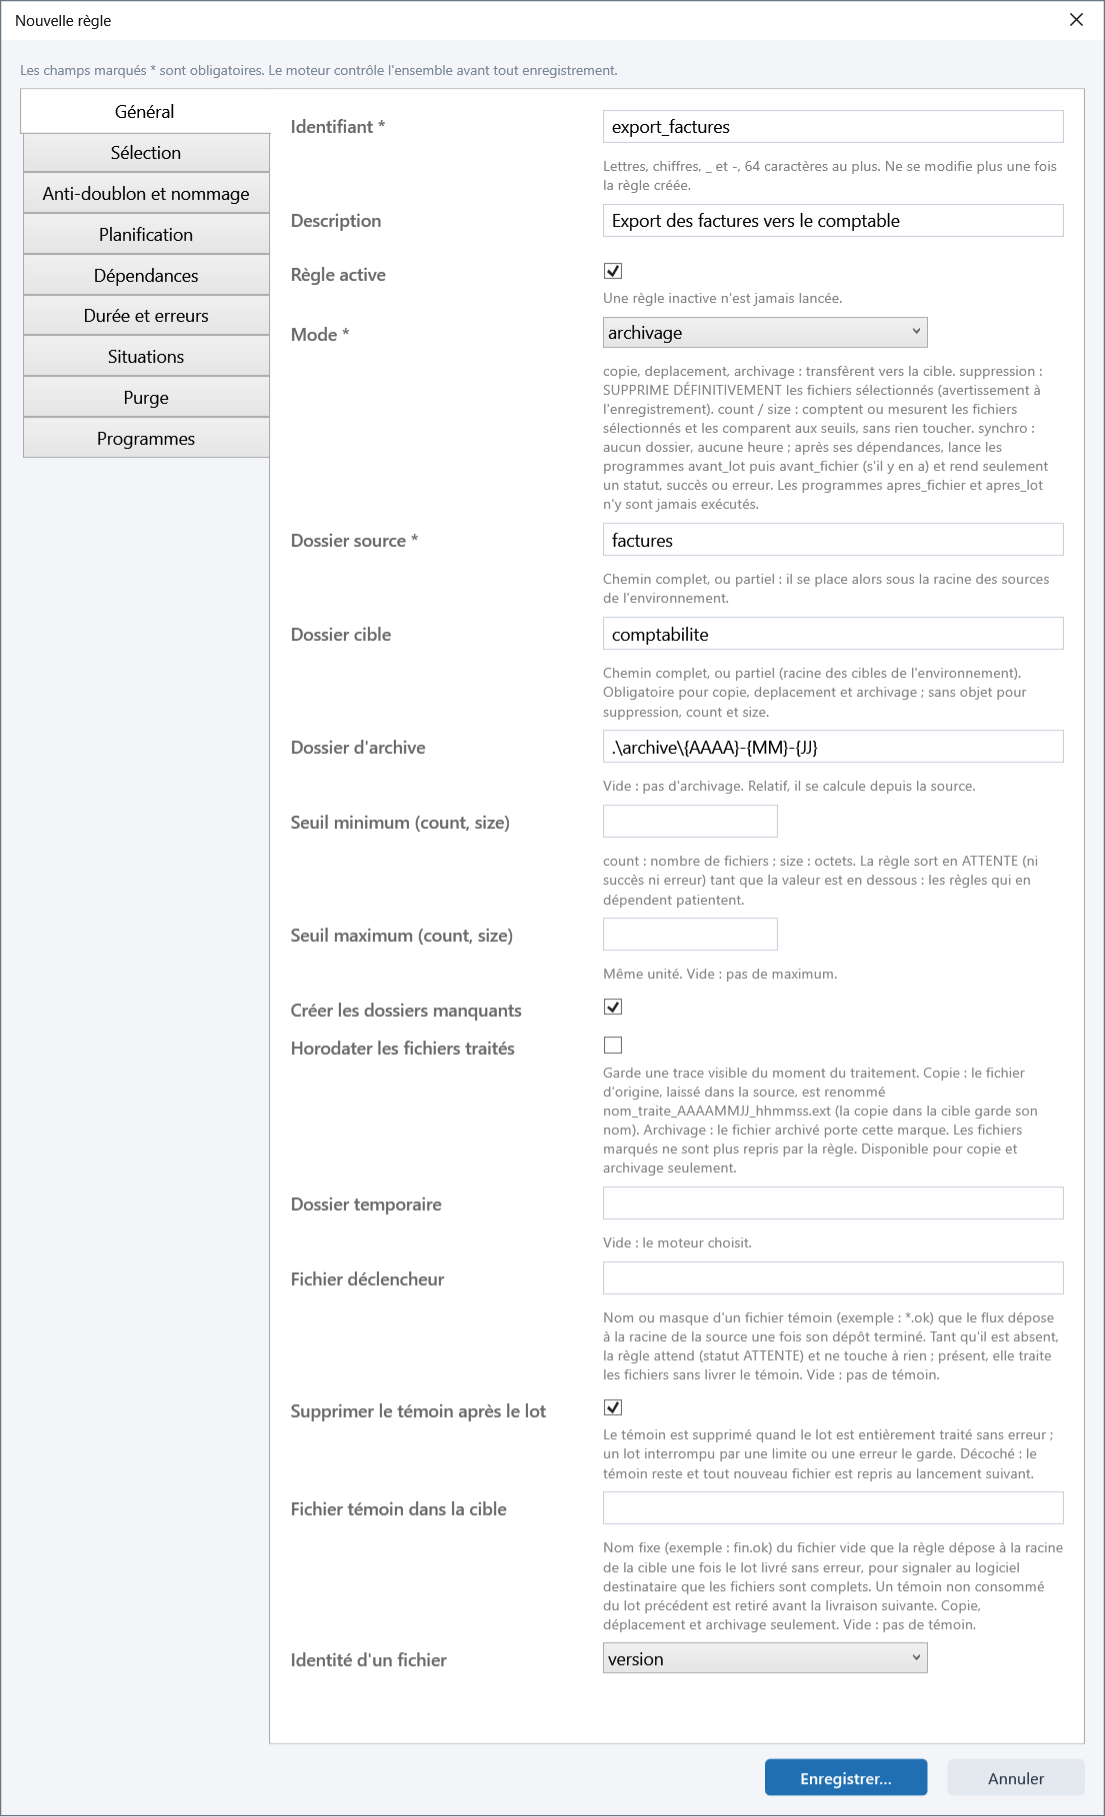 Nouvelle règle
Les champs marqués * sont obligatoires. Le moteur contrôle l'ensemble avant tout enregistrement.
Général
Sélection
Anti-doublon et nommage
Planification
Dépendances
Durée et erreurs
Situations
Purge
Programmes
Identifiant *
export_factures
Lettres, chiffres, _ et -, 64 caractères au plus. Ne se modifie plus une fois
la règle créée.
Description
Export des factures vers le comptable
Règle active
Une règle inactive n'est jamais lancée.
Mode *
archivage
copie, deplacement, archivage : transfèrent vers la cible. suppression :
SUPPRIME DÉFINITIVEMENT les fichiers sélectionnés (avertissement à
l'enregistrement). count / size : comptent ou mesurent les fichiers
sélectionnés et les comparent aux seuils, sans rien toucher. synchro :
aucun dossier, aucune heure ; après ses dépendances, lance les
programmes avant_lot puis avant_fichier (s'il y en a) et rend seulement
un statut, succès ou erreur. Les programmes apres_fichier et apres_lot
n'y sont jamais exécutés.
Dossier source *
factures
Chemin complet, ou partiel : il se place alors sous la racine des sources
de l'environnement.
Dossier cible
comptabilite
Chemin complet, ou partiel (racine des cibles de l'environnement).
Obligatoire pour copie, deplacement et archivage ; sans objet pour
suppression, count et size.
Dossier d'archive
.\archive\{AAAA}-{MM}-{JJ}
Vide : pas d'archivage. Relatif, il se calcule depuis la source.
Seuil minimum (count, size)
count : nombre de fichiers ; size : octets. La règle sort en ATTENTE (ni
succès ni erreur) tant que la valeur est en dessous : les règles qui en
dépendent patientent.
Seuil maximum (count, size)
Même unité. Vide : pas de maximum.
Créer les dossiers manquants
Horodater les fichiers traités
Garde une trace visible du moment du traitement. Copie : le fichier
d'origine, laissé dans la source, est renommé
nom_traite_AAAAMMJJ_hhmmss.ext (la copie dans la cible garde son
nom). Archivage : le fichier archivé porte cette marque. Les fichiers
marqués ne sont plus repris par la règle. Disponible pour copie et
archivage seulement.
Dossier temporaire
Vide : le moteur choisit.
Fichier déclencheur
Nom ou masque d'un fichier témoin (exemple : *.ok) que le flux dépose
à la racine de la source une fois son dépôt terminé. Tant qu'il est absent,
la règle attend (statut ATTENTE) et ne touche à rien ; présent, elle traite
les fichiers sans livrer le témoin. Vide : pas de témoin.
Supprimer le témoin après le lot
Le témoin est supprimé quand le lot est entièrement traité sans erreur ;
un lot interrompu par une limite ou une erreur le garde. Décoché : le
témoin reste et tout nouveau fichier est repris au lancement suivant.
Fichier témoin dans la cible
Nom fixe (exemple : fin.ok) du fichier vide que la règle dépose à la racine
de la cible une fois le lot livré sans erreur, pour signaler au logiciel
destinataire que les fichiers sont complets. Un témoin non consommé
du lot précédent est retiré avant la livraison suivante. Copie,
déplacement et archivage seulement. Vide : pas de témoin.
Identité d'un fichier
version
Enregistrer...
Annuler